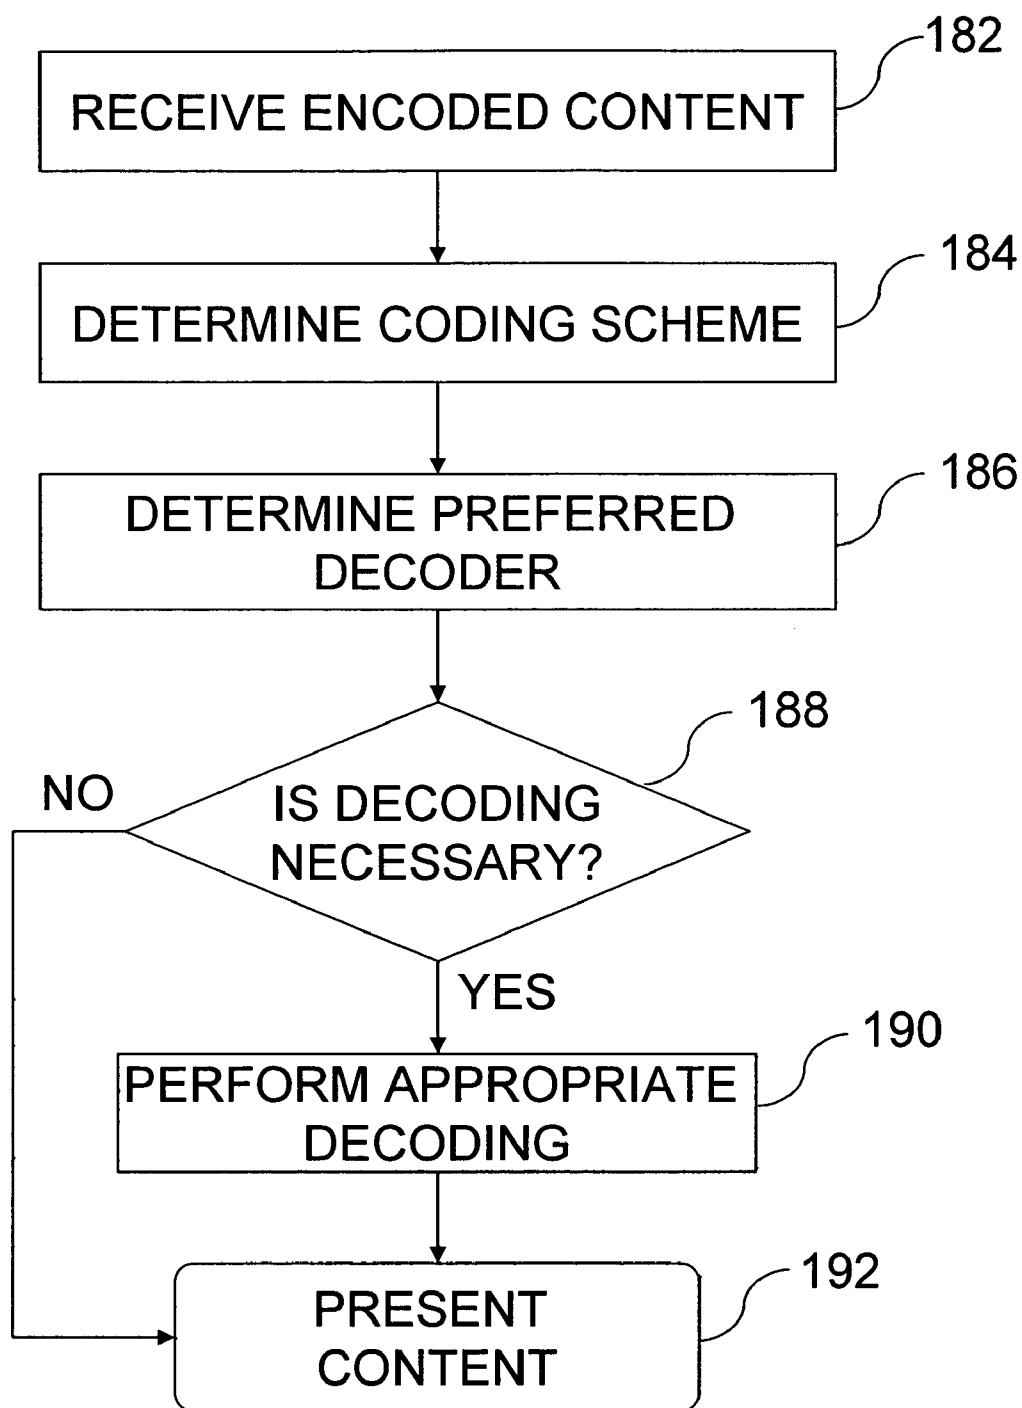 182
RECEIVE ENCODED CONTENT
184
DETERMINE CODING SCHEME
186
DETERMINE PREFERRED
DECODER
188
NO
IS DECODING
NECESSARY?
YES
190
PERFORM APPROPRIATE
DECODING
192
PRESENT
CONTENT